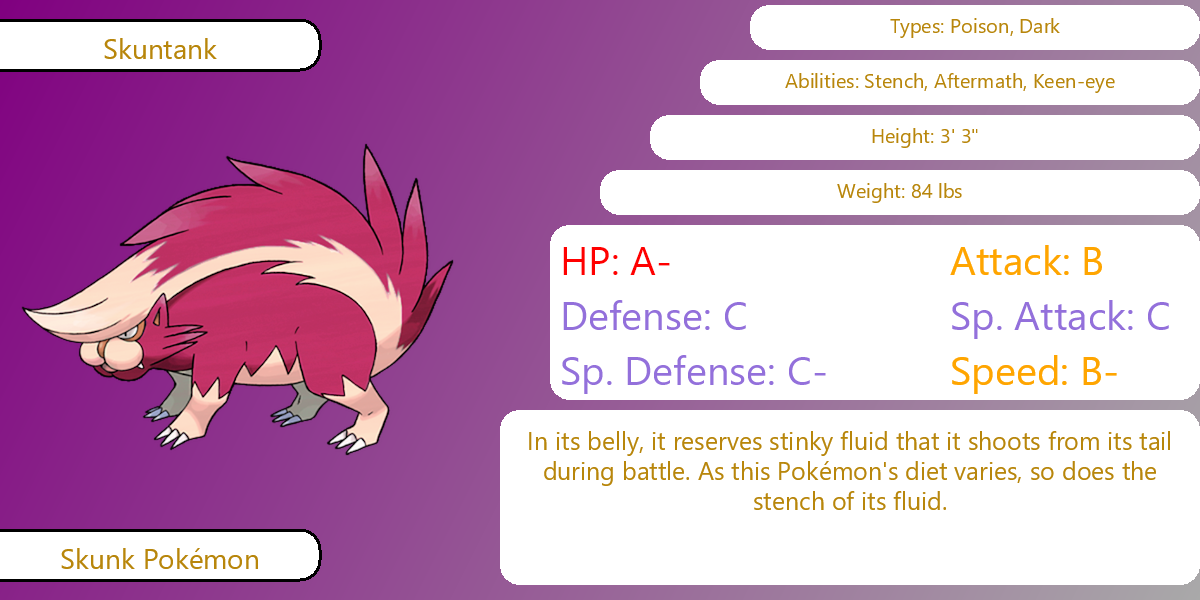 Skuntank
Types: Poison, Dark
Abilities: Stench, Aftermath, Keen-eye
Height: 3' 3"
Weight: 84 lbs
HP: A-
Attack: B
Defense: C
Sp. Attack: C
Sp. Defense: C-
Speed: B-
In its belly, it reserves stinky fluid that it shoots from its tail
during battle. As this Pokémon's diet varies, so does the
stench of its fluid.
Skunk Pokémon